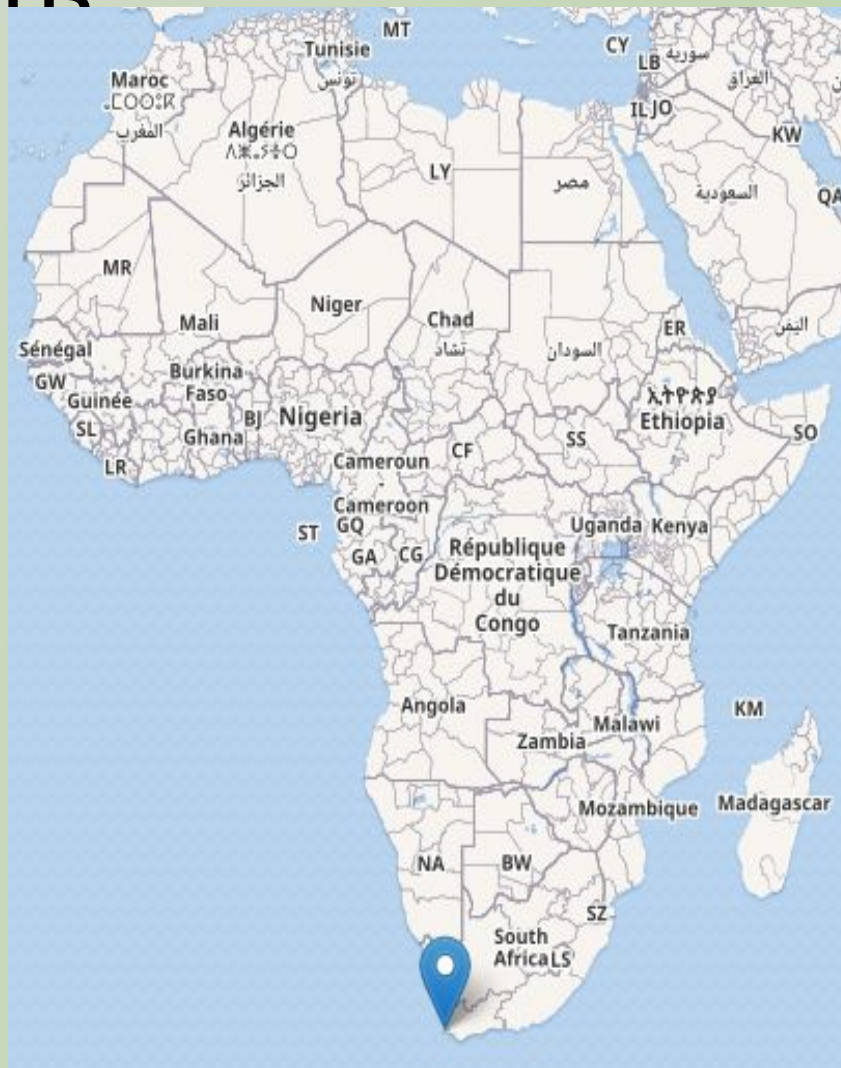 MT
Tunisie
تونس
CY
LB
سورية
العراق
Maroc
ⵍⵎⵖⵔⵉⴱ
المغرب
IL
JO
KW
Algérie
الجزائر
LY
مصر
السعودية
QA
MR
Niger
Mali
Chad
تشاد
السودان
ER
اليمن
Sénégal
GW
Guinée
Burkina
Faso
SL
Ghana
BJ
Nigeria
LR
CF
SS
ኢትዮጵያ
Ethiopia
SO
Cameroun
-
Cameroon
ST
GQ
GA
CG
République
Démocratique
du
Congo
Uganda
Kenya
Tanzania
Angola
Zambia
Malawi
KM
Mozambique
Madagascar
NA
BW
SZ
South
Africa
LS